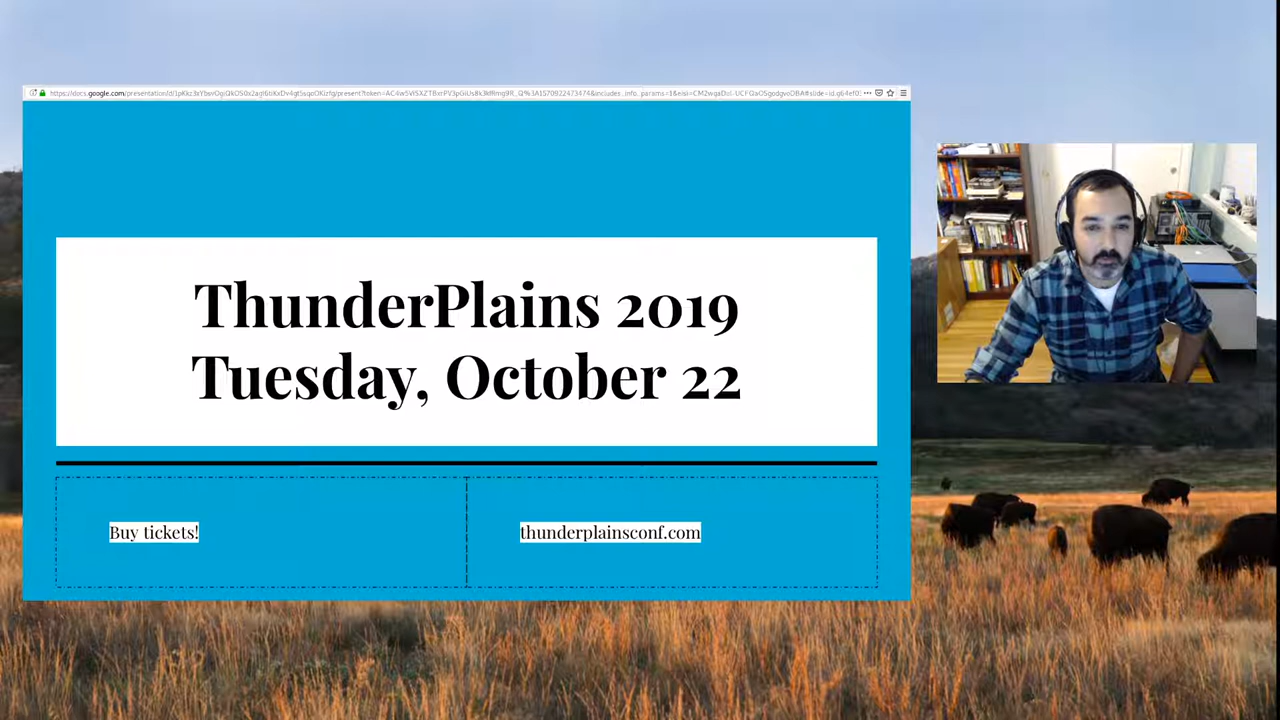 ThunderPlains 2019
Tuesday, October 22
Buy tickets!
thunderplainsconf.com